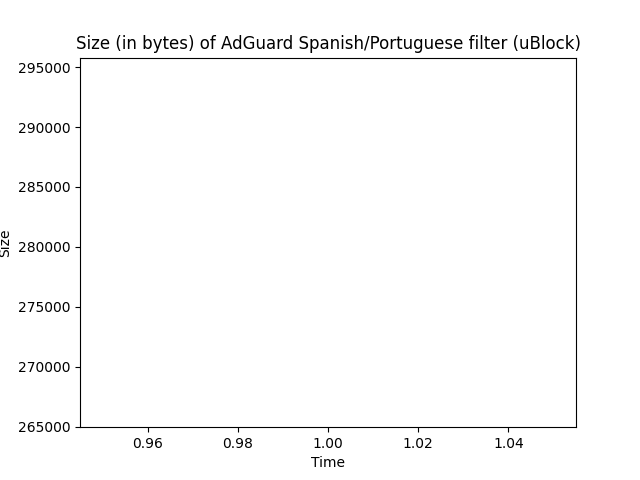 Size (in bytes) of AdGuard Spanish/Portuguese filter (uBlock)
295000
290000
285000
280000
Size
275000
270000
265000
0.96 0.98 1.00 1.02 1.04
Time